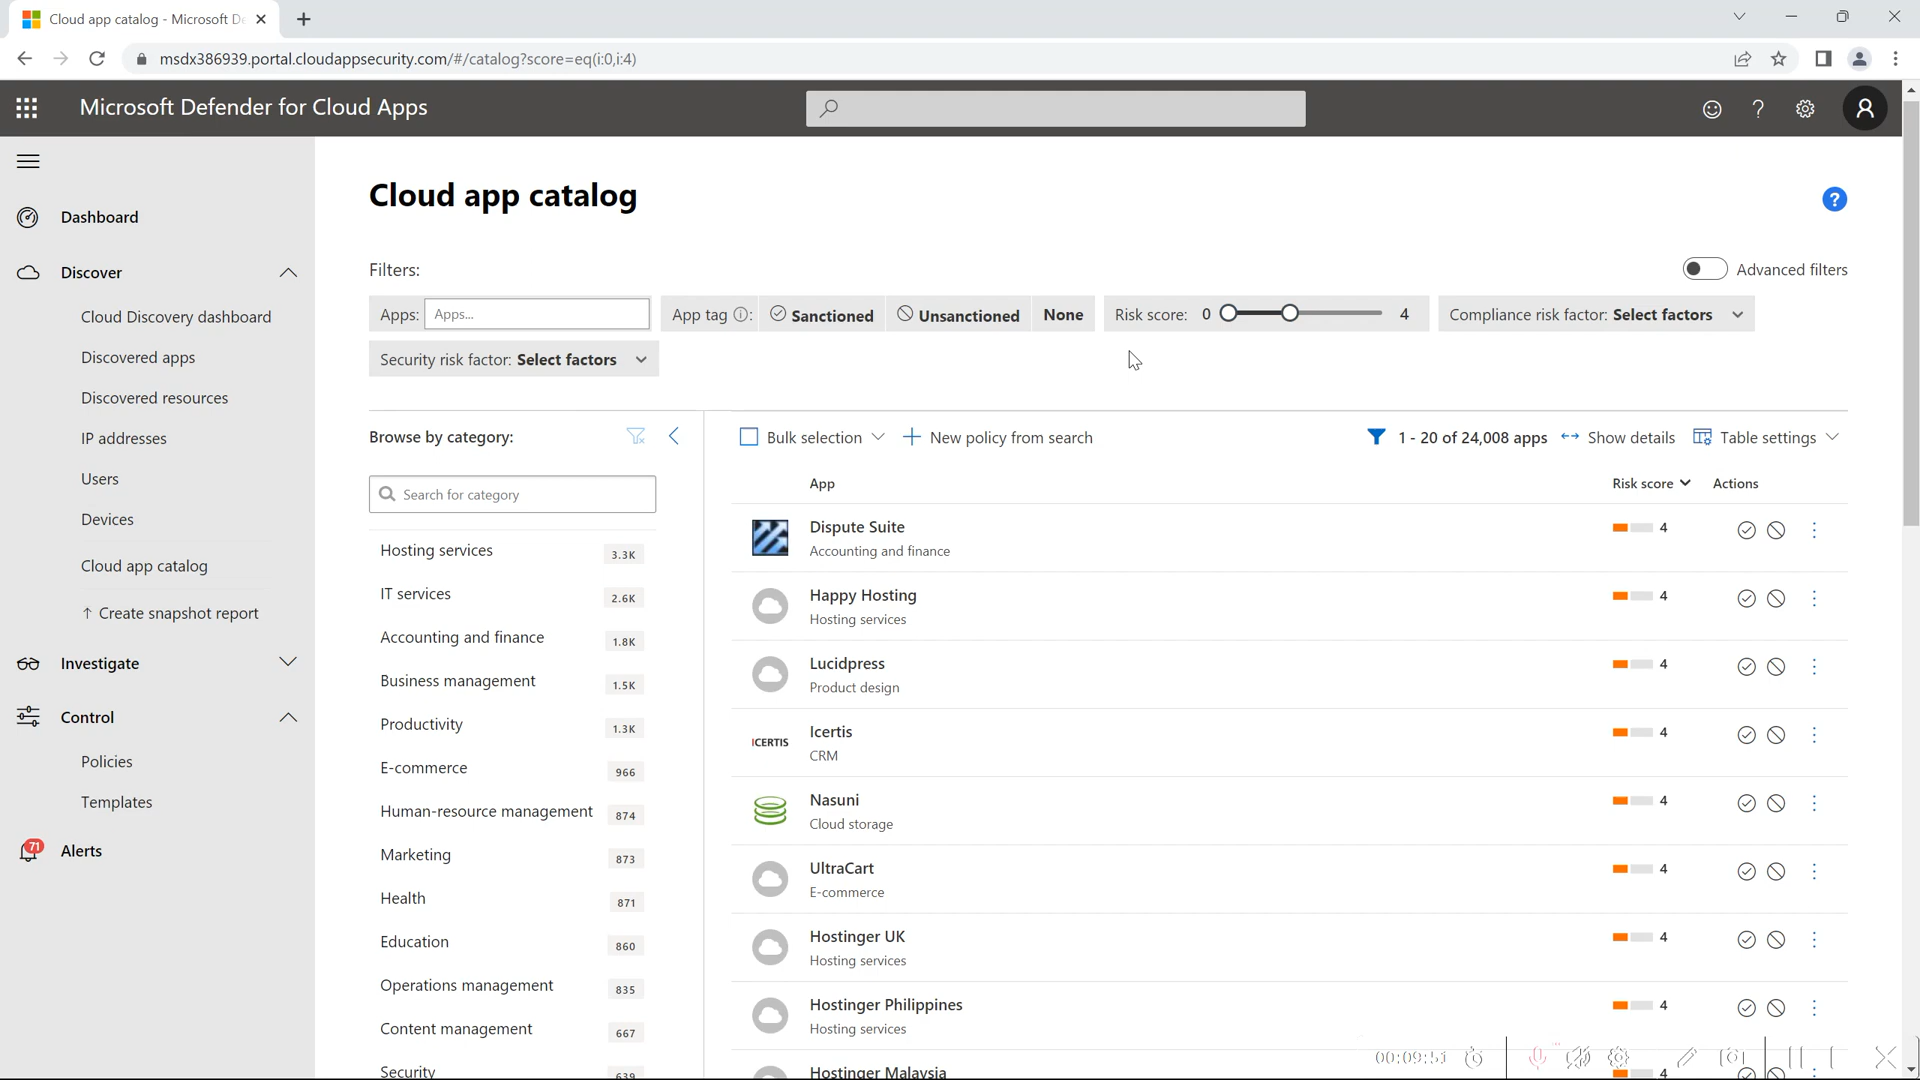 Cloud app catalog - Microsoft De
msdx386939.portal.cloudappsecurity.com/#/catalog?score=eq(i:0,i:4)
Microsoft Defender for Cloud Apps
Dashboard
Discover
Cloud Discovery dashboard
Discovered apps
Discovered resources
IP addresses
Users
Devices
Cloud app catalog
Create snapshot report
Investigate
Control
Policies
Templates
71
Alerts
Cloud app catalog
Filters:
Advanced filters
Apps: Apps...
App tag : Sanctioned Unsanctioned None
Risk score: 0 4
Compliance risk factor: Select factors
Security risk factor: Select factors
Browse by category:
Search for category
Hosting services 3.3K
IT services 2.6K
Accounting and finance 1.8K
Business management 1.5K
Productivity 1.3K
E-commerce 966
Human-resource management 874
Marketing 873
Health 871
Education 860
Operations management 835
Content management 667
Security 639
Bulk selection New policy from search 1 - 20 of 24,008 apps Show details Table settings
App Risk score Actions
Dispute Suite 4
Accounting and finance
Happy Hosting 4
Hosting services
Lucidpress 4
Product design
ICERTIS
Icertis 4
CRM
Nasuni 4
Cloud storage
UltraCart 4
E-commerce
Hostinger UK 4
Hosting services
Hostinger Philippines 4
Hosting services
Hostinger Malaysia 4
00:09:51